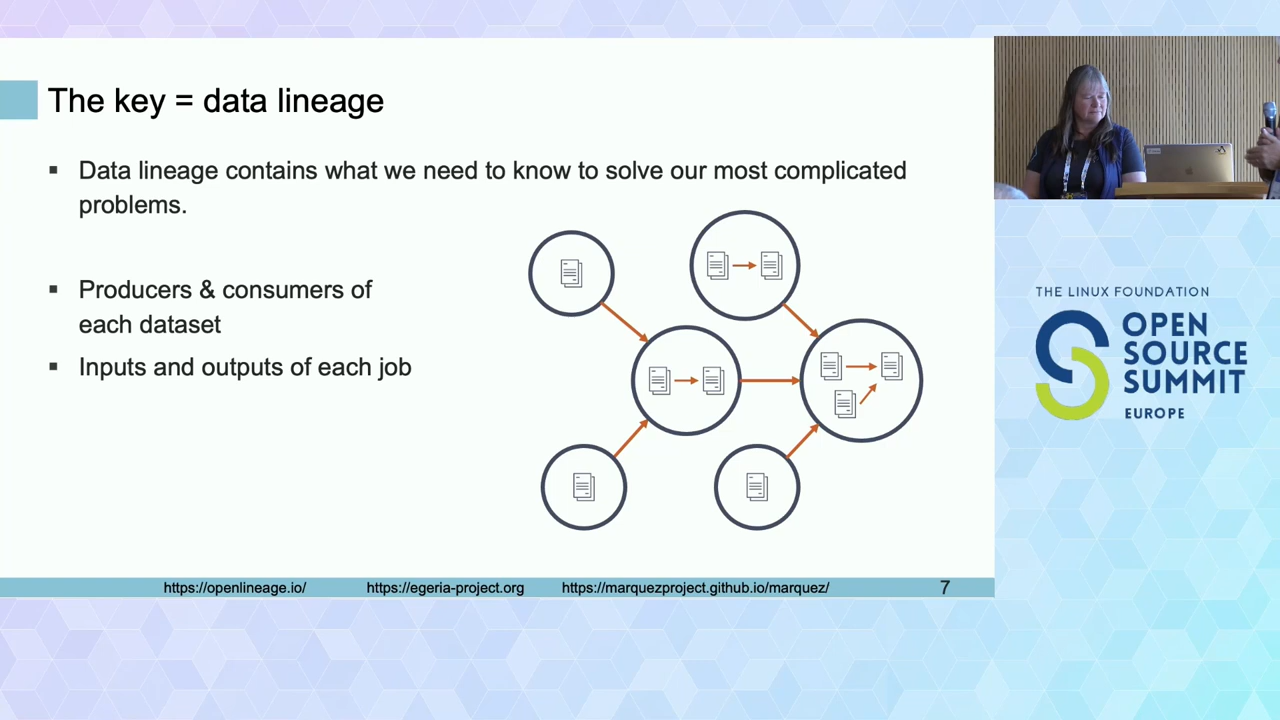 The key = data lineage
▪ Data lineage contains what we need to know to solve our most complicated
problems.
▪ Producers & consumers of
each dataset
▪ Inputs and outputs of each job
https://openlineage.io/ https://egeria-project.org https://marquezproject.github.io/marquez/ 7
THE LINUX FOUNDATION
OPEN
SOURCE
SUMMIT
EUROPE